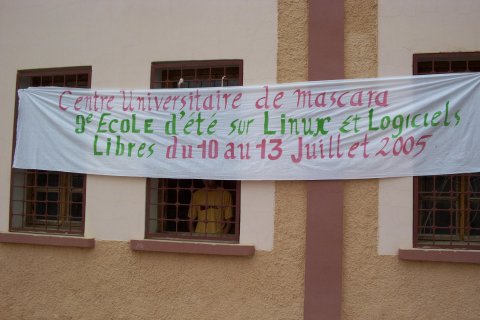 Centre Universitaire de Mascara
9e Ecole d'été sur Linux et Logiciels
Libres du 10 au 13 Juillet 2005